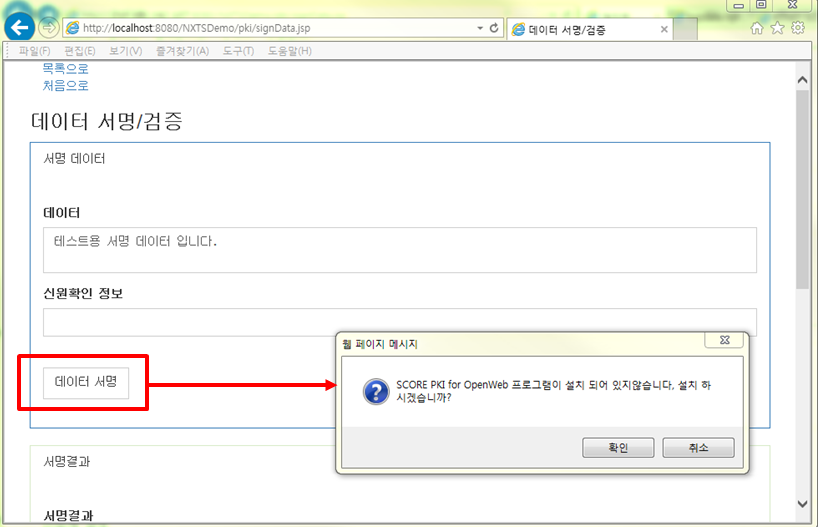 http://localhost:8080/NXTSDemo/pki/signData.jsp
데이터 서명/검증
파일(F) 편집(E) 보기(V) 즐겨찾기(A) 도구(T) 도움말(H)
목록으로
처음으로
데이터 서명/검증
서명 데이터
데이터
테스트용 서명 데이터 입니다.
신원확인 정보
데이터 서명
웹 페이지 메시지
SCORE PKI for OpenWeb 프로그램이 설치 되어 있지않습니다, 설치 하
시겠습니까?
확인 취소
서명결과
서명결과